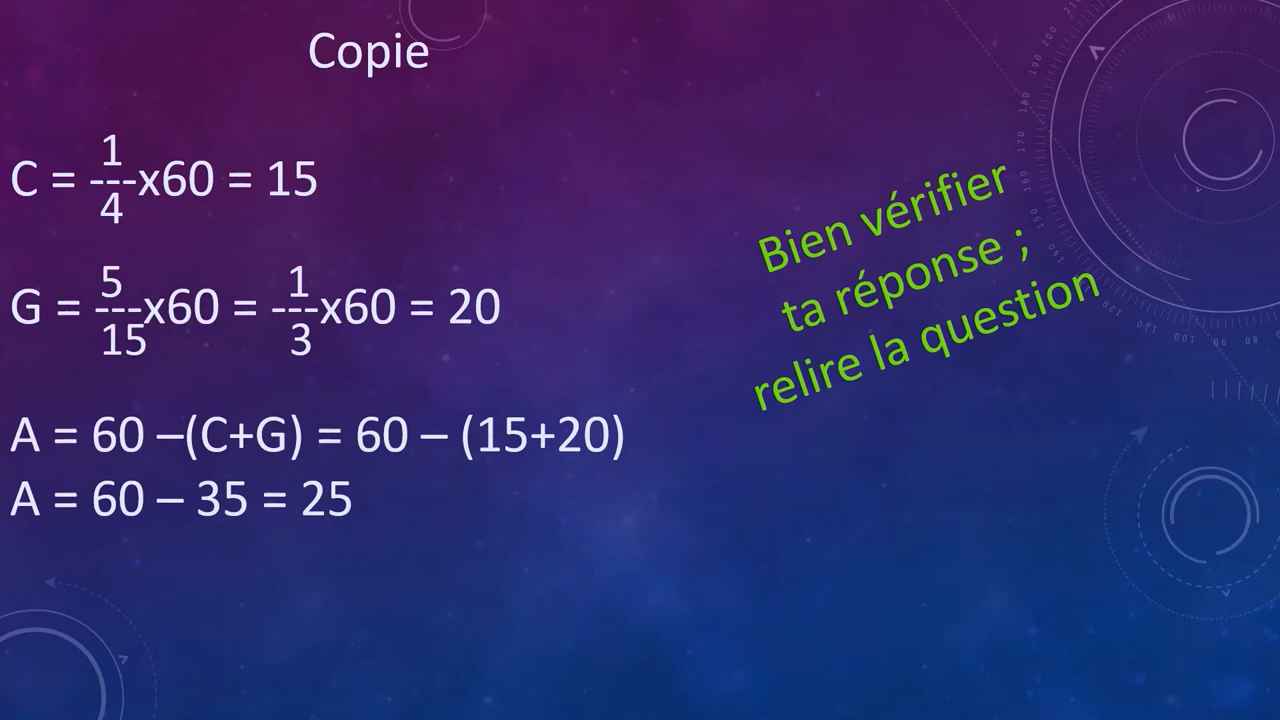 Copie
C = 1/4 x60 = 15
G = 5/15 x60 = 1/3 x60 = 20
A = 60 –(C+G) = 60 – (15+20)
A = 60 – 35 = 25
Bien vérifier
ta réponse ;
relire la question